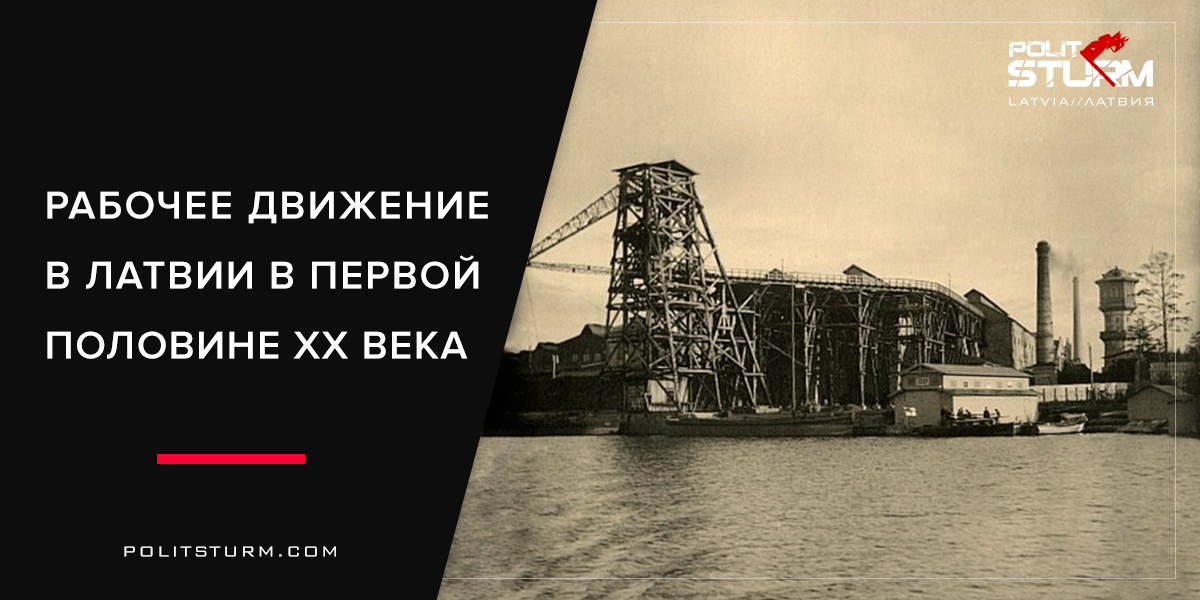 РАБОЧЕЕ ДВИЖЕНИЕ
В ЛАТВИИ В ПЕРВОЙ
ПОЛОВИНЕ XX ВЕКА
POLITSTURM.COM
POLIT
STURM
LATVIA//ЛАТВИЯ